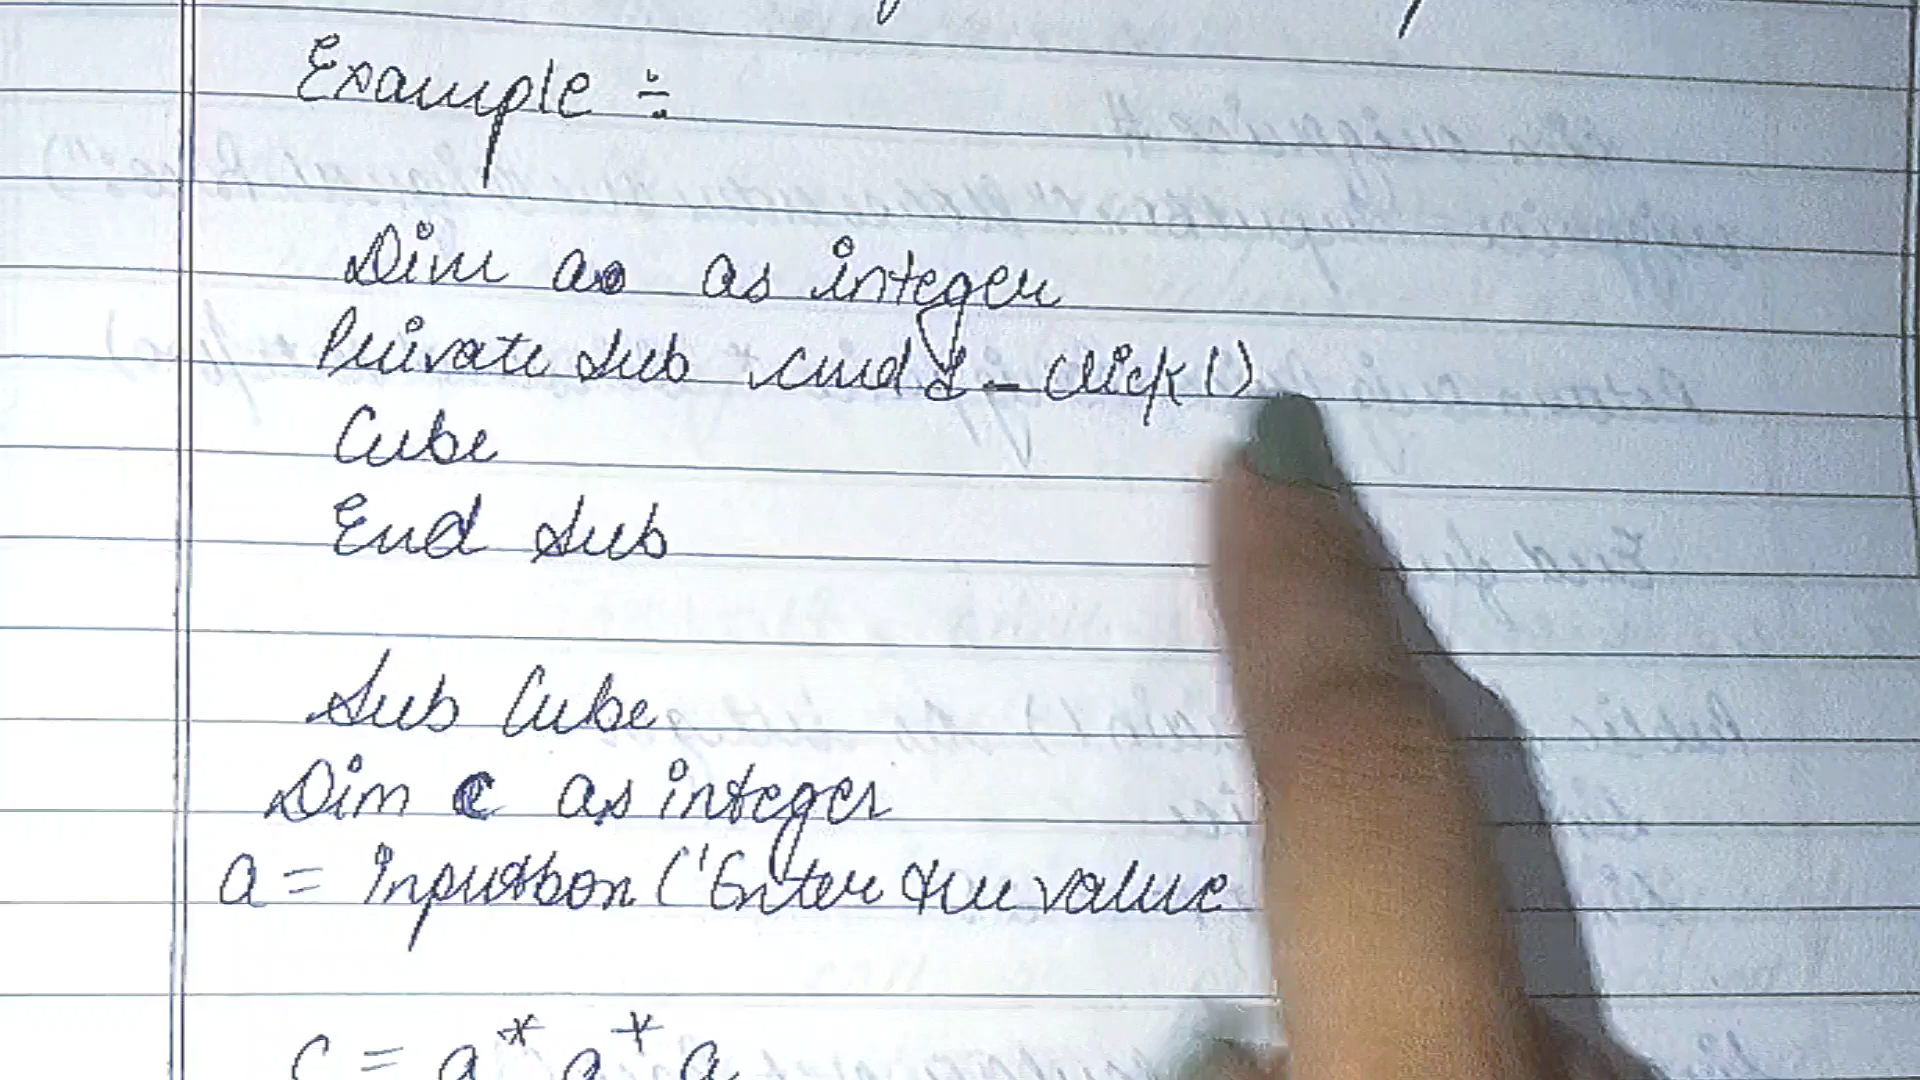 Example :-
Dim a as integer
Private Sub cmd1_click()
Cube
End Sub
Sub Cube
Dim c as integer
a = Inputbox ('Enter the value
c = a* a* a